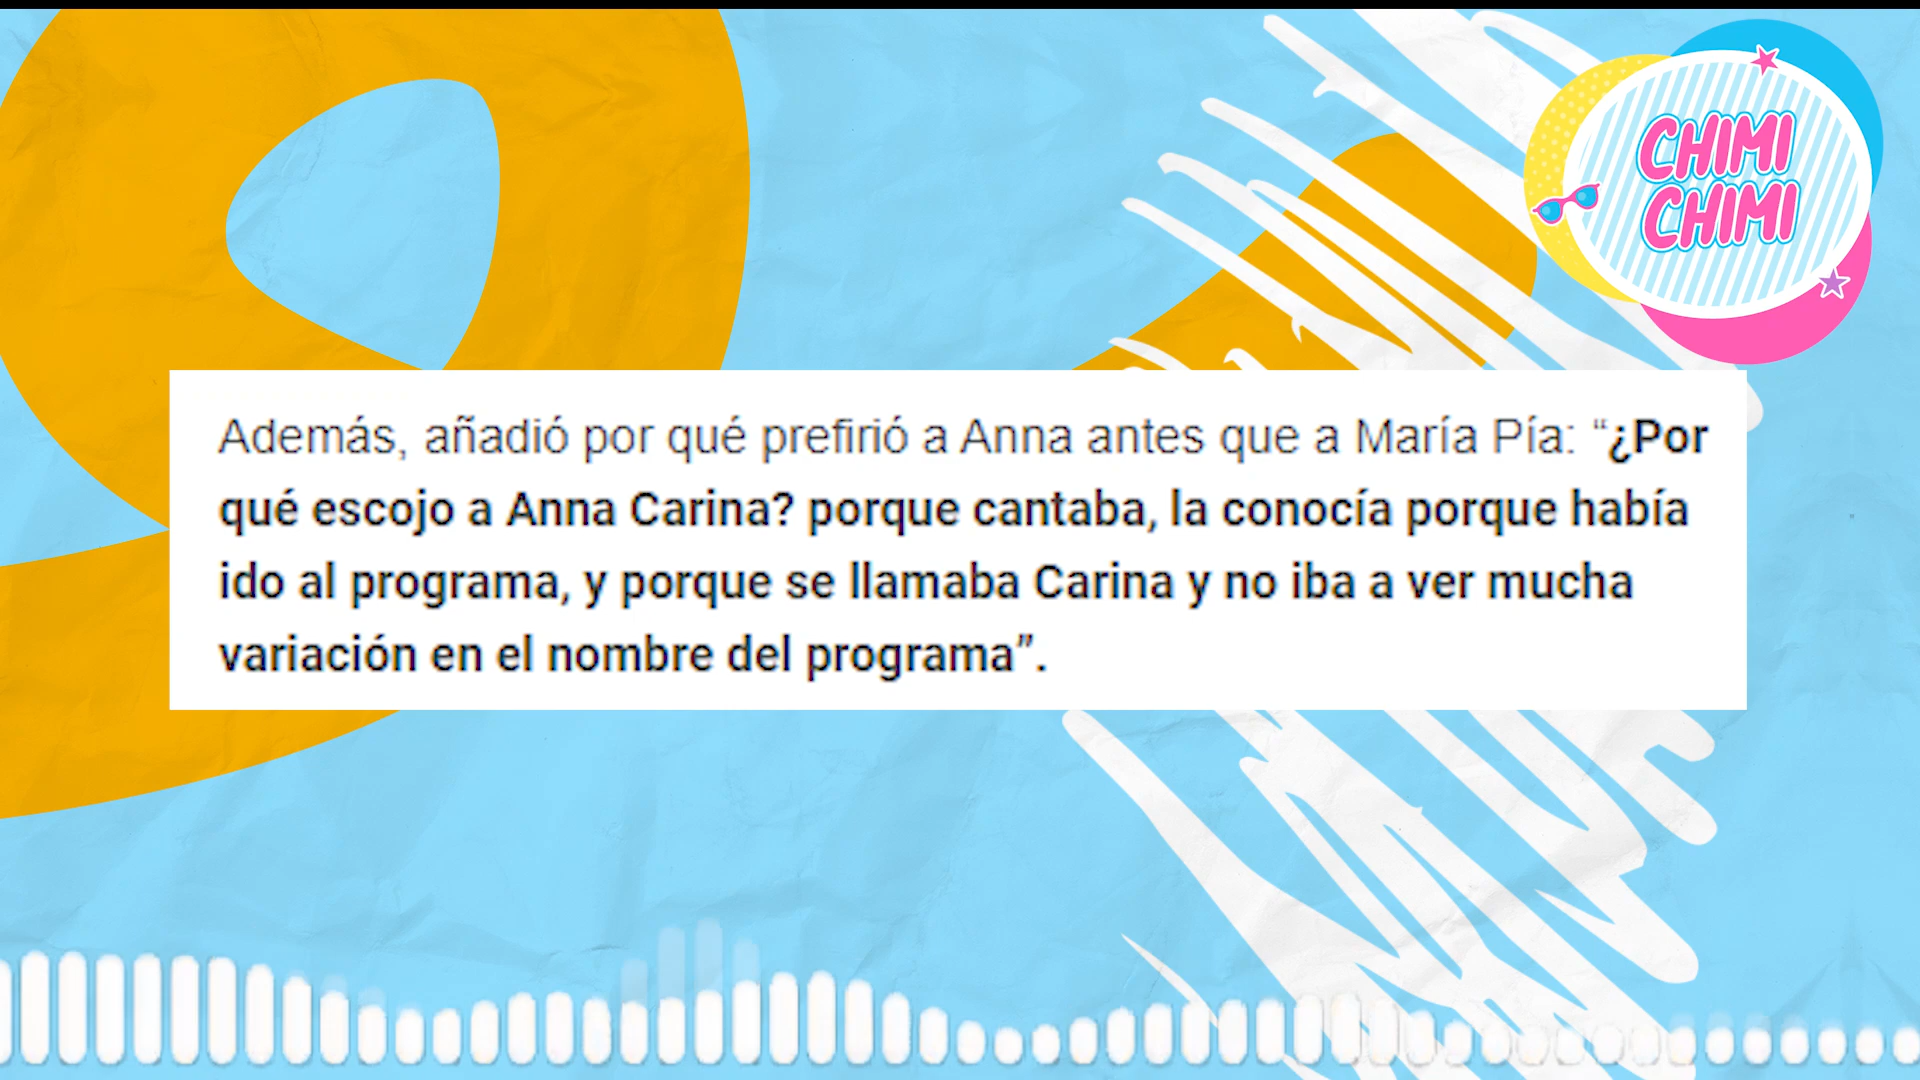 CHIMI
CHIMI
Además, añadió por qué prefirió a Anna antes que a María Pía: “¿Por
qué escojo a Anna Carina? porque cantaba, la conocía porque había
ido al programa, y porque se llamaba Carina y no iba a ver mucha
variación en el nombre del programa”.